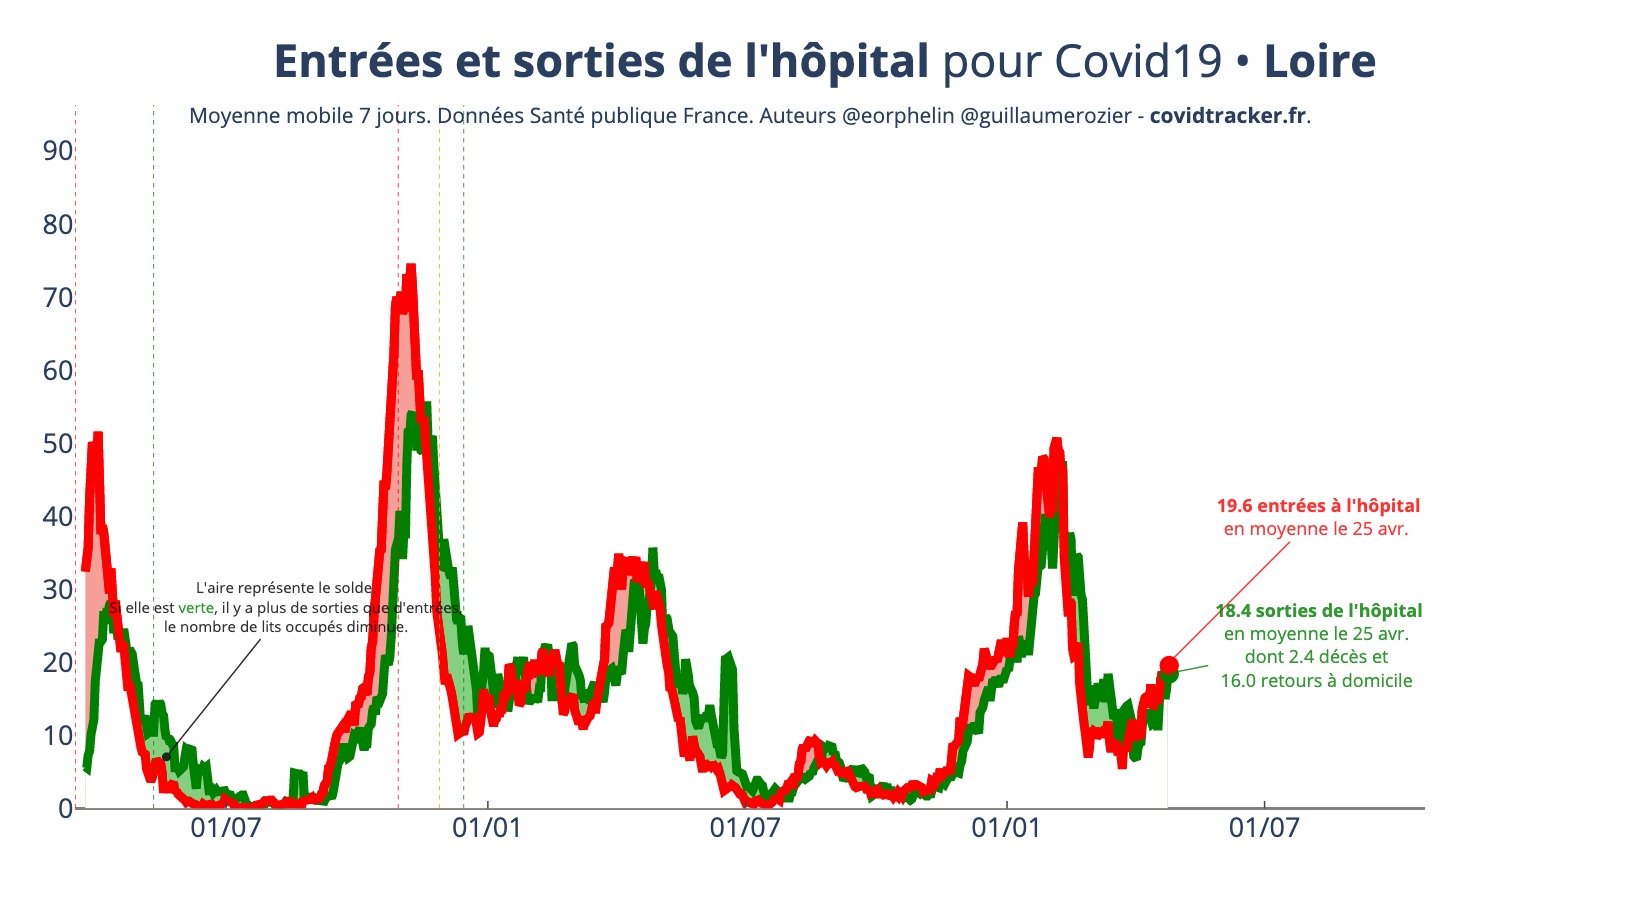 Entrées et sorties de l'hôpital pour Covid19 • Loire
Moyenne mobile 7 jours. Données Santé publique France. Auteurs @eorphelin @guillaumerozier - covidtracker.fr.
90
80
70
60
50
40
30
20
10
0
L'aire représente le solde.
Si elle est verte, il y a plus de sorties que d'entrées,
le nombre de lits occupés diminue.
19.6 entrées à l'hôpital
en moyenne le 25 avr.
18.4 sorties de l'hôpital
en moyenne le 25 avr.
dont 2.4 décès et
16.0 retours à domicile
01/07
01/01
01/07
01/01
01/07